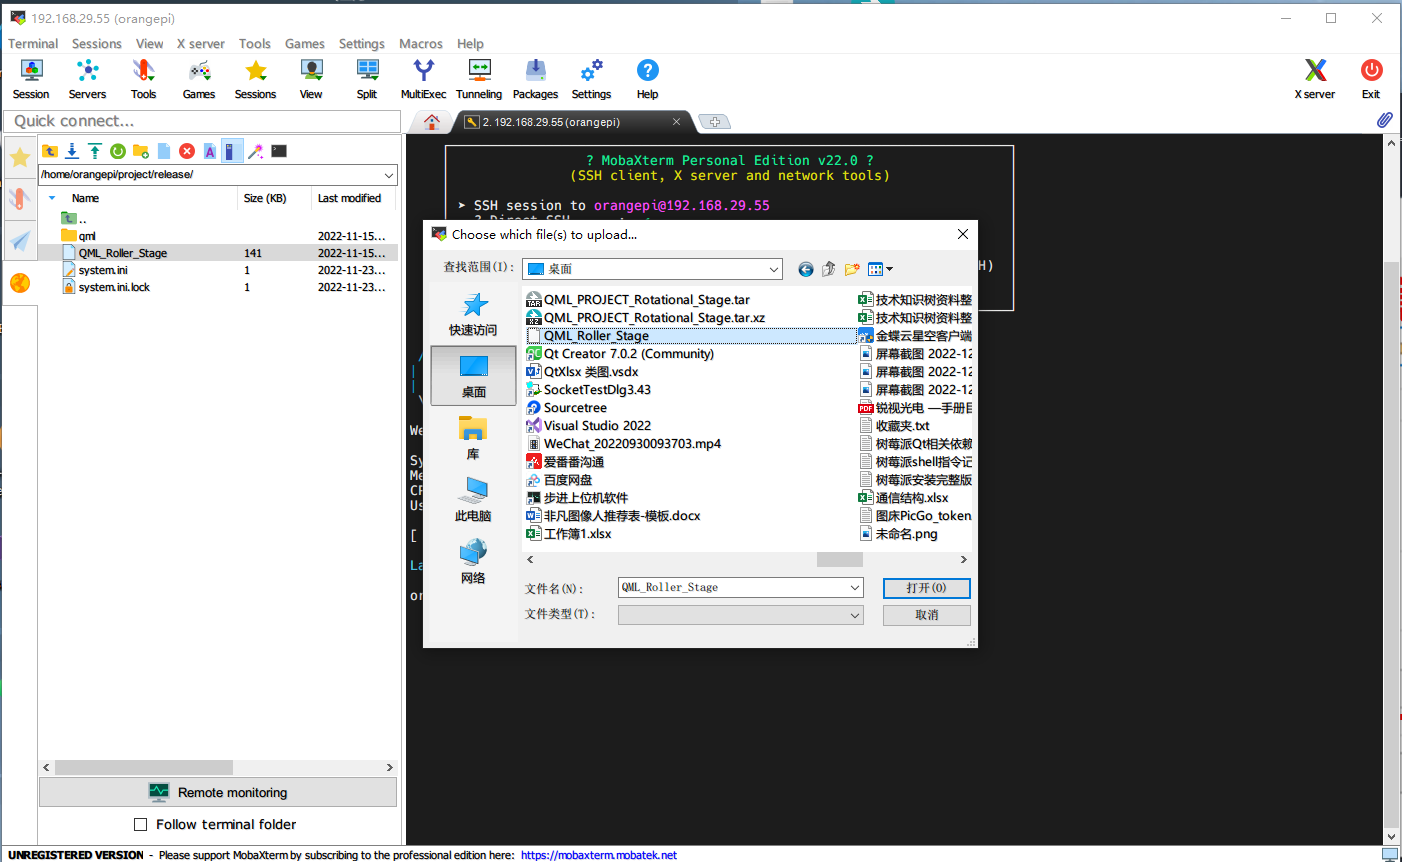 192.168.29.55 (orangepi)
Terminal Sessions View X server Tools Games Settings Macros Help
Session Servers Tools Games Sessions View Split MultiExec Tunneling Packages Settings Help X server Exit
Quick connect...
2. 192.168.29.55 (orangepi)
/home/orangepi/project/release/
Name Size (KB) Last modified
..
qml 2022-11-15...
QML_Roller_Stage 141 2022-11-15...
system.ini 1 2022-11-23...
system.ini.lock 1 2022-11-23...
Remote monitoring
Follow terminal folder
? MobaXterm Personal Edition v22.0 ?
(SSH client, X server and network tools)
➤ SSH session to orangepi@192.168.29.55
H)
We
Sy
Me
CP
Us
[
La
or
Choose which file(s) to upload...
查找范围(I): 桌面
快速访问
桌面
库
此电脑
网络
QML_PROJECT_Rotational_Stage.tar
QML_PROJECT_Rotational_Stage.tar.xz
QML_Roller_Stage
Qt Creator 7.0.2 (Community)
QtXlsx 类图.vsdx
SocketTestDlg3.43
Sourcetree
Visual Studio 2022
WeChat_20220930093703.mp4
爱番番沟通
百度网盘
步进上位机软件
非凡图像人推荐表-模板.docx
工作簿1.xlsx
技术知识树资料整
技术知识树资料整
金蝶云星空客户端
屏幕截图 2022-12
屏幕截图 2022-12
屏幕截图 2022-12
锐视光电 —手册目
收藏夹.txt
树莓派Qt相关依赖
树莓派shell指令记
树莓派安装完整版
通信结构.xlsx
图床PicGo_token.
未命名.png
文件名(N): QML_Roller_Stage 打开(O)
文件类型(T): 取消
UNREGISTERED VERSION - Please support MobaXterm by subscribing to the professional edition here: https://mobaxterm.mobatek.net